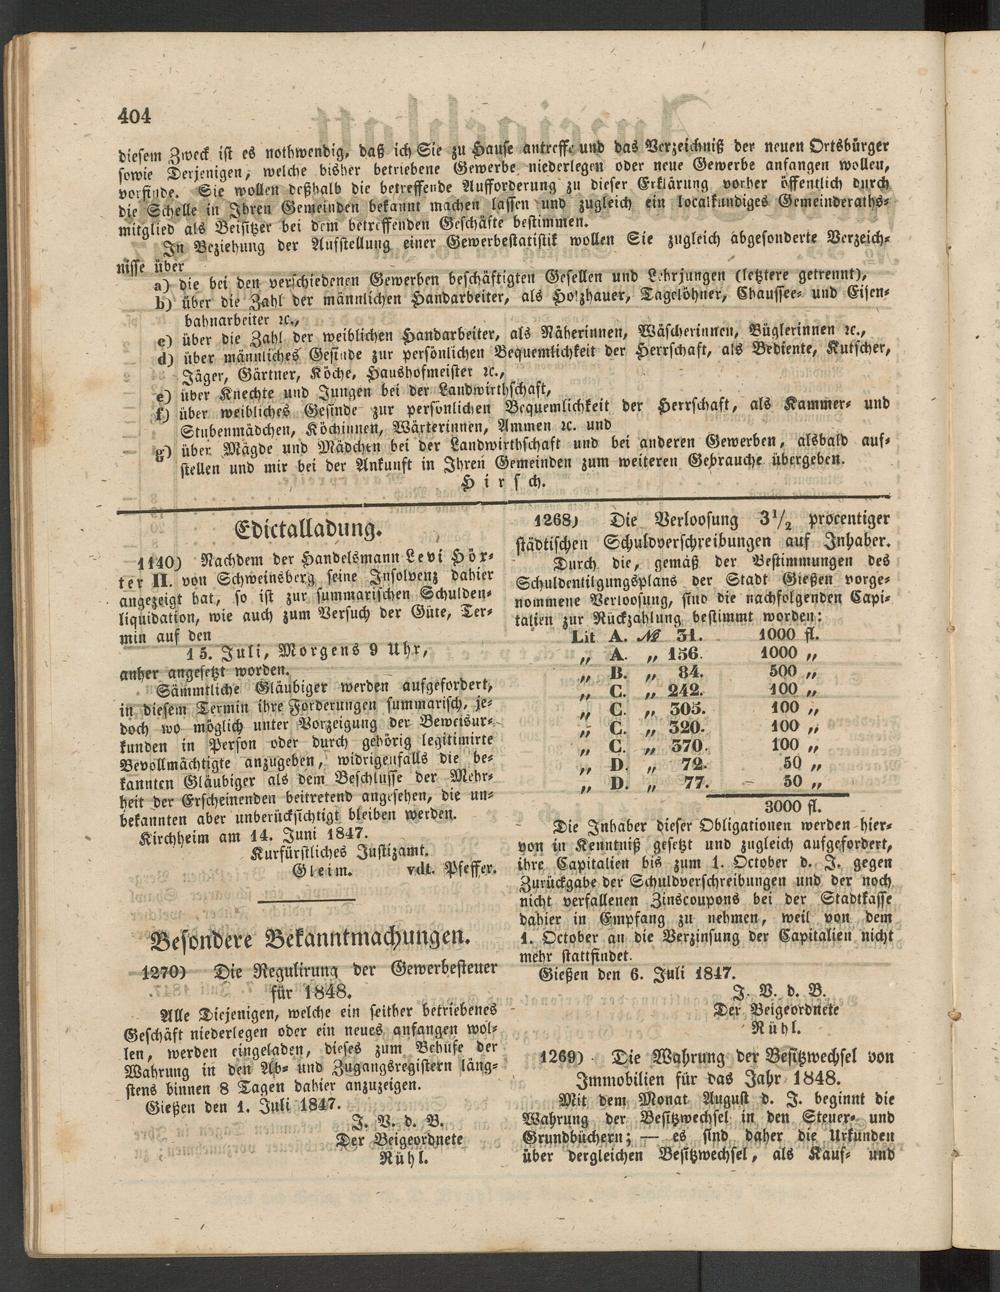 404
diesem Zweck ist es nothwendig, daß ich Sie zu Hause antreffe und das Verzeichniß der neuen Ortsbürger
sowie Derjenigen, welche bisher betriebene Gewerbe niederlegen oder neue Gewerbe anfangen wollen,
vorfinde. Sie wollen deßhalb die betreffende Aufforderung zu dieser Erklärung vorher öffentlich durch
die Schelle in Ihren Gemeinden bekannt machen lassen und zugleich ein localkundiges Gemeinderaths-
mitglied als Beisitzer bei dem betreffenden Geschäfte bestimmen.
In Beziehung der Aufstellung einer Gewerbestatistik wollen Sie zugleich abgesonderte Verzeich-
nisse über
a) die bei den verschiedenen Gewerben beschäftigten Gesellen und Lehrjungen (letztere getrennt),
b) über die Zahl der männlichen Handarbeiter, als Holzhauer, Tagelöhner, Chaussee- und Eisen-
bahnarbeiter ꝛc.,
c) über die Zahl der weiblichen Handarbeiter, als Näherinnen, Wäscherinnen, Büglerinnen ꝛc.,
d) über männliches Gesinde zur persönlichen Bequemlichkeit der Herrschaft, als Bediente, Kutscher,
Jäger, Gärtner, Köche, Haushofmeister ꝛc.,
e) über Knechte und Jungen bei der Landwirthschaft,
f) über weibliches Gesinde zur persönlichen Bequemlichkeit der Herrschaft, als Kammer- und
Stubenmädchen, Köchinnen, Wärterinnen, Ammen ꝛc. und
g) über Mägde und Mädchen bei der Landwirthschaft und bei anderen Gewerben, alsbald auf-
stellen und mir bei der Ankunft in Ihren Gemeinden zum weiteren Gebrauche übergeben.
Hirsch.
Edictalladung.
1140) Nachdem der Handelsmann Levi Hör-
ter II. von Schweinsberg seine Insolvenz dahier
angezeigt hat, so ist zur summarischen Schulden-
liquidation, wie auch zum Versuch der Güte, Ter-
min auf den
15. Juli, Morgens 9 Uhr,
anher angesetzt worden.
Sämmtliche Gläubiger werden aufgefordert,
in diesem Termin ihre Forderungen summarisch, je-
doch wo möglich unter Vorzeigung der Beweisur-
kunden in Person oder durch gehörig legitimirte
Bevollmächtigte anzugeben, widrigenfalls die be-
kannten Gläubiger als dem Beschlusse der Mehr-
heit der Erscheinenden beitretend angesehen, die un-
bekannten aber unberücksichtigt bleiben werden.
Kirchheim am 14. Juni 1847.
Kurfürstliches Justizamt.
Gleim. vdt. Pfeffer.
Besondere Bekanntmachungen.
1270) Die Regulirung der Gewerbesteuer
für 1848.
Alle Diejenigen, welche ein seither betriebenes
Geschäft niederlegen oder ein neues anfangen wol-
len, werden eingeladen, dieses zum Behufe der
Wahrung in den Ab- und Zugangsregistern läng-
stens binnen 8 Tagen dahier anzuzeigen.
Gießen den 1. Juli 1847.
J. V. d. B.
Der Beigeordnete
Rühl.
1268) Die Verloosung 3½ procentiger
städtischen Schuldverschreibungen auf Inhaber.
Durch die, gemäß der Bestimmungen des
Schuldentilgungsplans der Stadt Gießen vorge-
nommene Verloosung, sind die nachfolgenden Capi-
talien zur Rückzahlung bestimmt worden:
Lit A. № 31. 1000 fl.
„ A. „ 156. 1000 „
„ B. „ 84. 500 „
„ C. „ 242. 100 „
„ C. „ 305. 100 „
„ C. „ 320. 100 „
„ C. „ 370. 100 „
„ D. „ 72. 50 „
„ D. „ 77. 50 „
3000 fl.
Die Inhaber dieser Obligationen werden hier-
von in Kenntniß gesetzt und zugleich aufgefordert,
ihre Capitalien bis zum 1. October d. J. gegen
Zurückgabe der Schuldverschreibungen und der noch
nicht verfallenen Zinscoupons bei der Stadtkasse
dahier in Empfang zu nehmen, weil von dem
1. October an die Verzinsung der Capitalien nicht
mehr stattfindet.
Gießen den 6. Juli 1847.
J. V. d. B.
Der Beigeordnete
Rühl.
1269) Die Wahrung der Besitzwechsel von
Immobilien für das Jahr 1848.
Mit dem Monat August d. J. beginnt die
Wahrung der Besitzwechsel in den Steuer- und
Grundbüchern; — es sind daher die Urkunden
über dergleichen Besitzwechsel, als Kauf- und